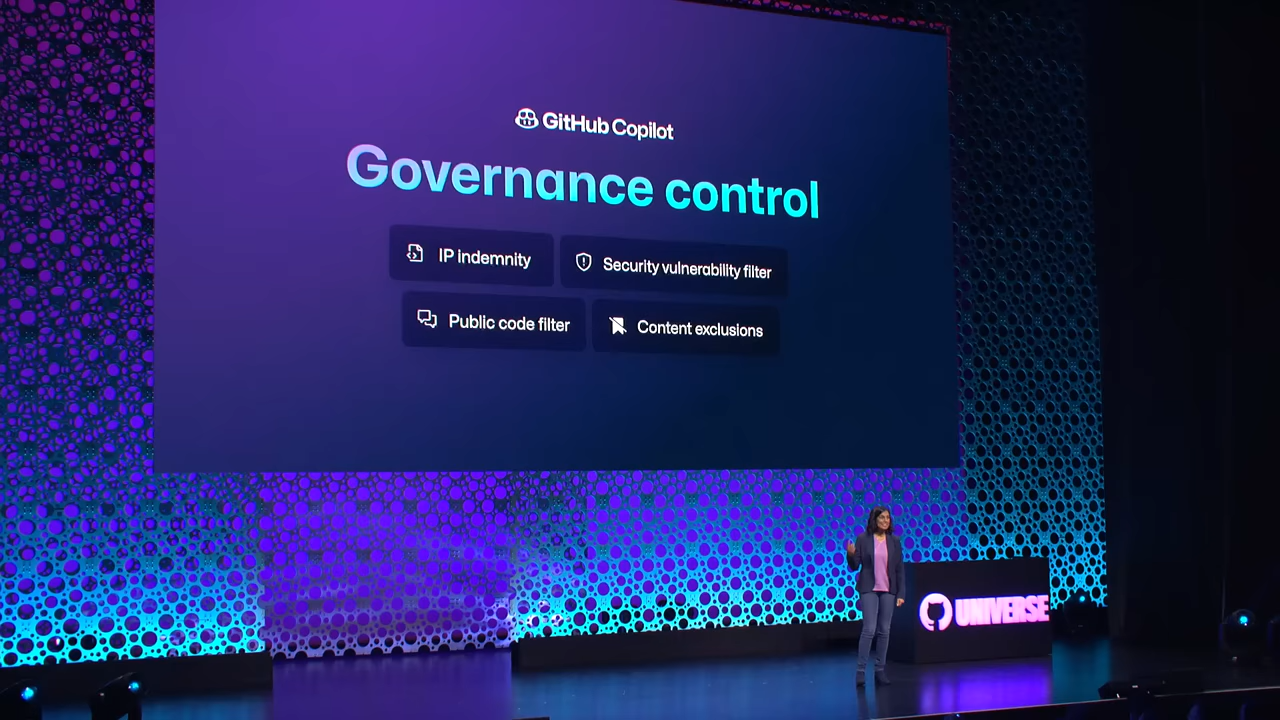 GitHub Copilot
Governance control
IP indemnity
Security vulnerability filter
Public code filter
Content exclusions
UNIVERSE